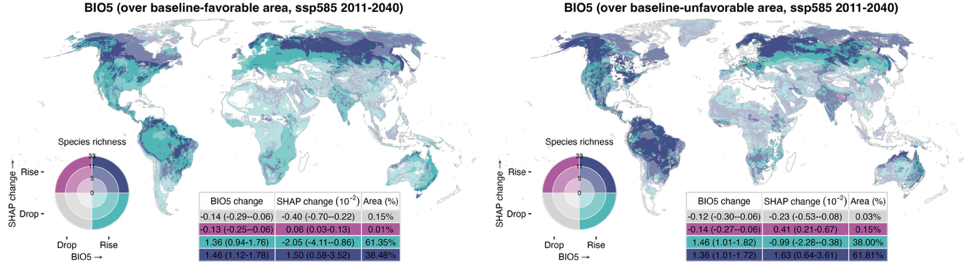 BIO5 (over baseline-favorable area, ssp585 2011-2040)
Species richness
33
11
5
0
SHAP change →
Rise
Drop
Drop
Rise
BIO5 →
BIO5 change SHAP change (10⁻²) Area (%)
-0.14 (-0.29--0.06) -0.40 (-0.70--0.22) 0.15%
-0.13 (-0.25--0.06) 0.06 (0.03-0.13) 0.01%
1.36 (0.94-1.76) -2.05 (-4.11--0.86) 61.35%
1.46 (1.12-1.78) 1.50 (0.58-3.52) 38.48%
BIO5 (over baseline-unfavorable area, ssp585 2011-2040)
Species richness
0
SHAP change →
Rise
Drop
Drop
Rise
BIO5 →
BIO5 change SHAP change (10⁻²) Area (%)
-0.12 (-0.30--0.06) -0.23 (-0.53--0.08) 0.03%
-0.14 (-0.27--0.06) 0.41 (0.21-0.67) 0.15%
1.46 (1.01-1.82) -0.99 (-2.28--0.38) 38.00%
1.36 (1.01-1.72) 1.63 (0.64-3.61) 61.81%